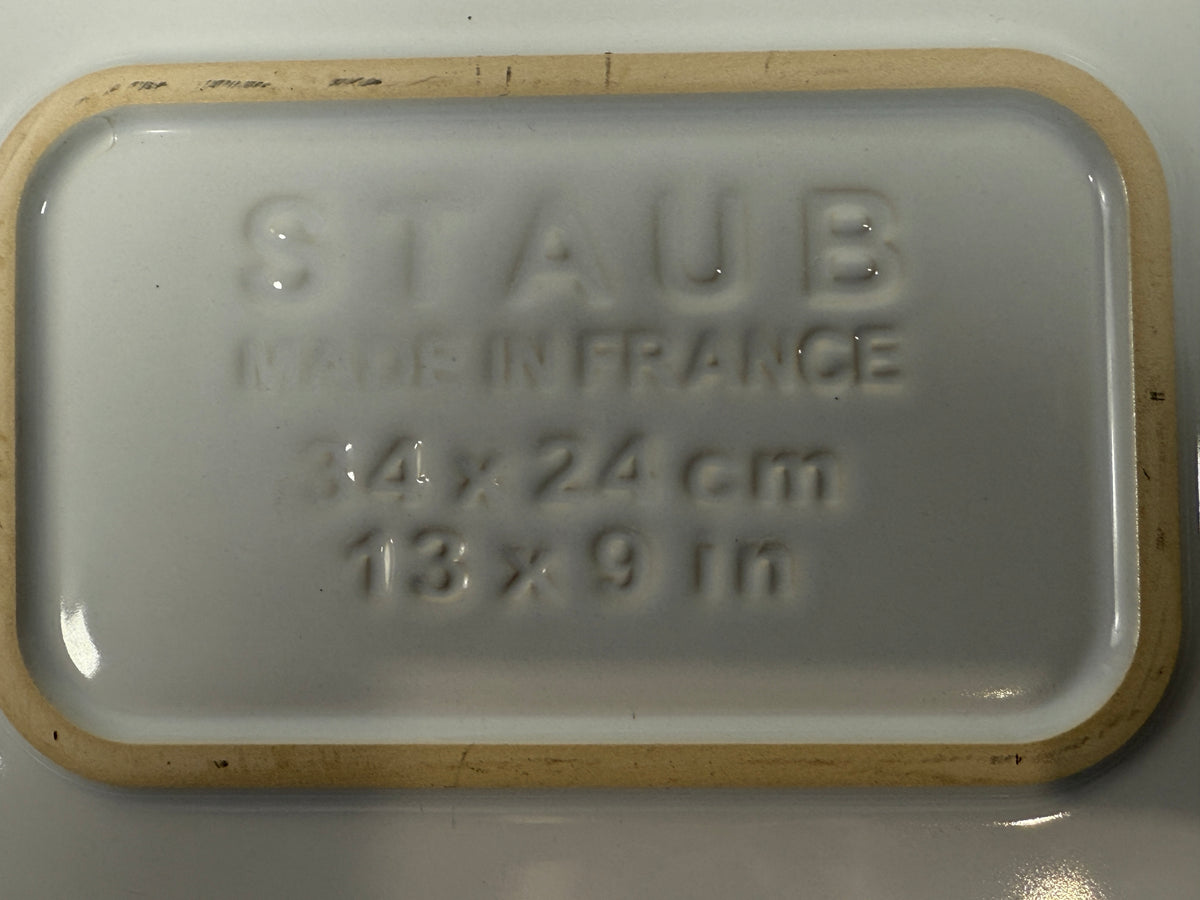 STAUB
MADE IN FRANCE
34 x 24 cm
13 x 9 in